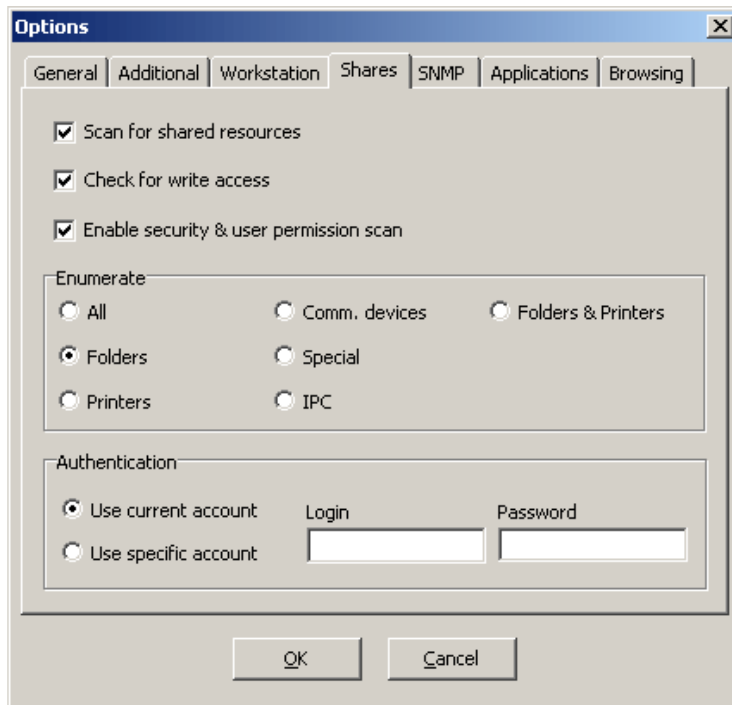 Options
General Additional Workstation Shares SNMP Applications Browsing
Scan for shared resources
Check for write access
Enable security & user permission scan
Enumerate
All Comm. devices Folders & Printers
Folders Special
Printers IPC
Authentication
Use current account Login Password
Use specific account
OK Cancel